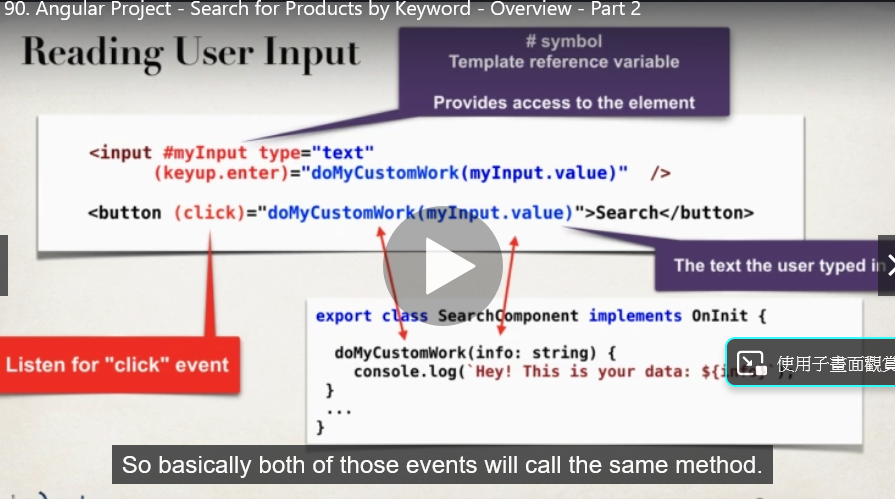 90. Angular Project - Search for Products by Keyword - Overview - Part 2
Reading User Input
# symbol
Template reference variable
Provides access to the element
<input #myInput type="text"
(keyup.enter)="doMyCustomWork(myInput.value)" />
<button (click)="doMyCustomWork(myInput.value)">Search</button>
The text the user typed in
Listen for "click" event
export class SearchComponent implements OnInit {
doMyCustomWork(info: string) {
console.log(`Hey! This is your data: ${
}
...
}
使用子畫面觀賞
So basically both of those events will call the same method.